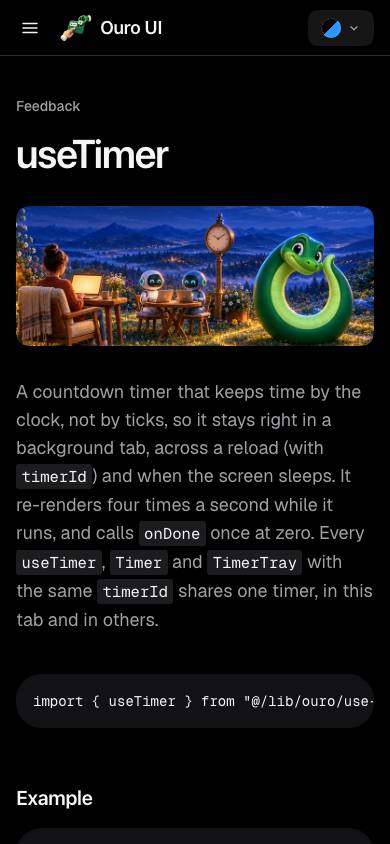 Ouro UI
Feedback
useTimer
A countdown timer that keeps time by the
clock, not by ticks, so it stays right in a
background tab, across a reload (with
timerId) and when the screen sleeps. It
re-renders four times a second while it
runs, and calls onDone once at zero. Every
useTimer, Timer and TimerTray with
the same timerId shares one timer, in this
tab and in others.
import { useTimer } from "@/lib/ouro/use-
Example